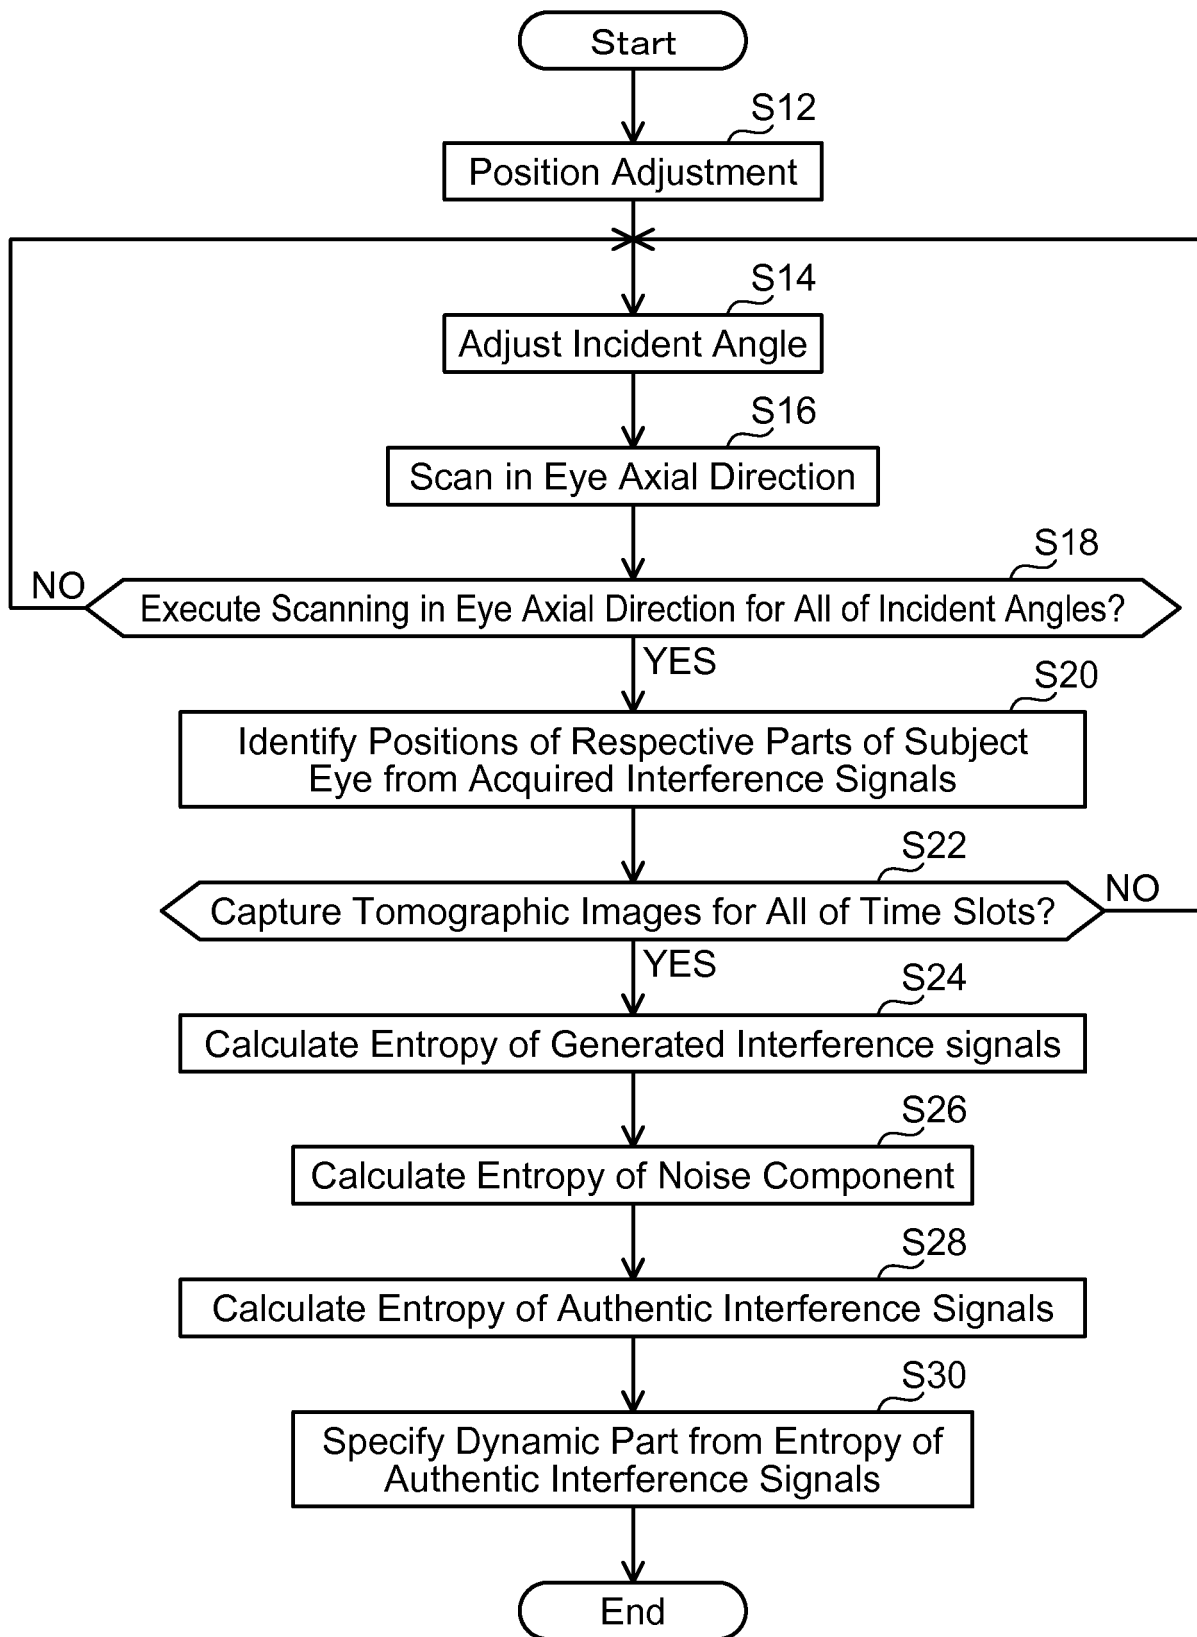 Start
S12
Position Adjustment
S14
Adjust Incident Angle
S16
Scan in Eye Axial Direction
S18
NO
Execute Scanning in Eye Axial Direction for All of Incident Angles?
YES
S20
Identify Positions of Respective Parts of Subject
Eye from Acquired Interference Signals
S22
Capture Tomographic Images for All of Time Slots?
NO
YES
S24
Calculate Entropy of Generated Interference signals
S26
Calculate Entropy of Noise Component
S28
Calculate Entropy of Authentic Interference Signals
S30
Specify Dynamic Part from Entropy of
Authentic Interference Signals
End